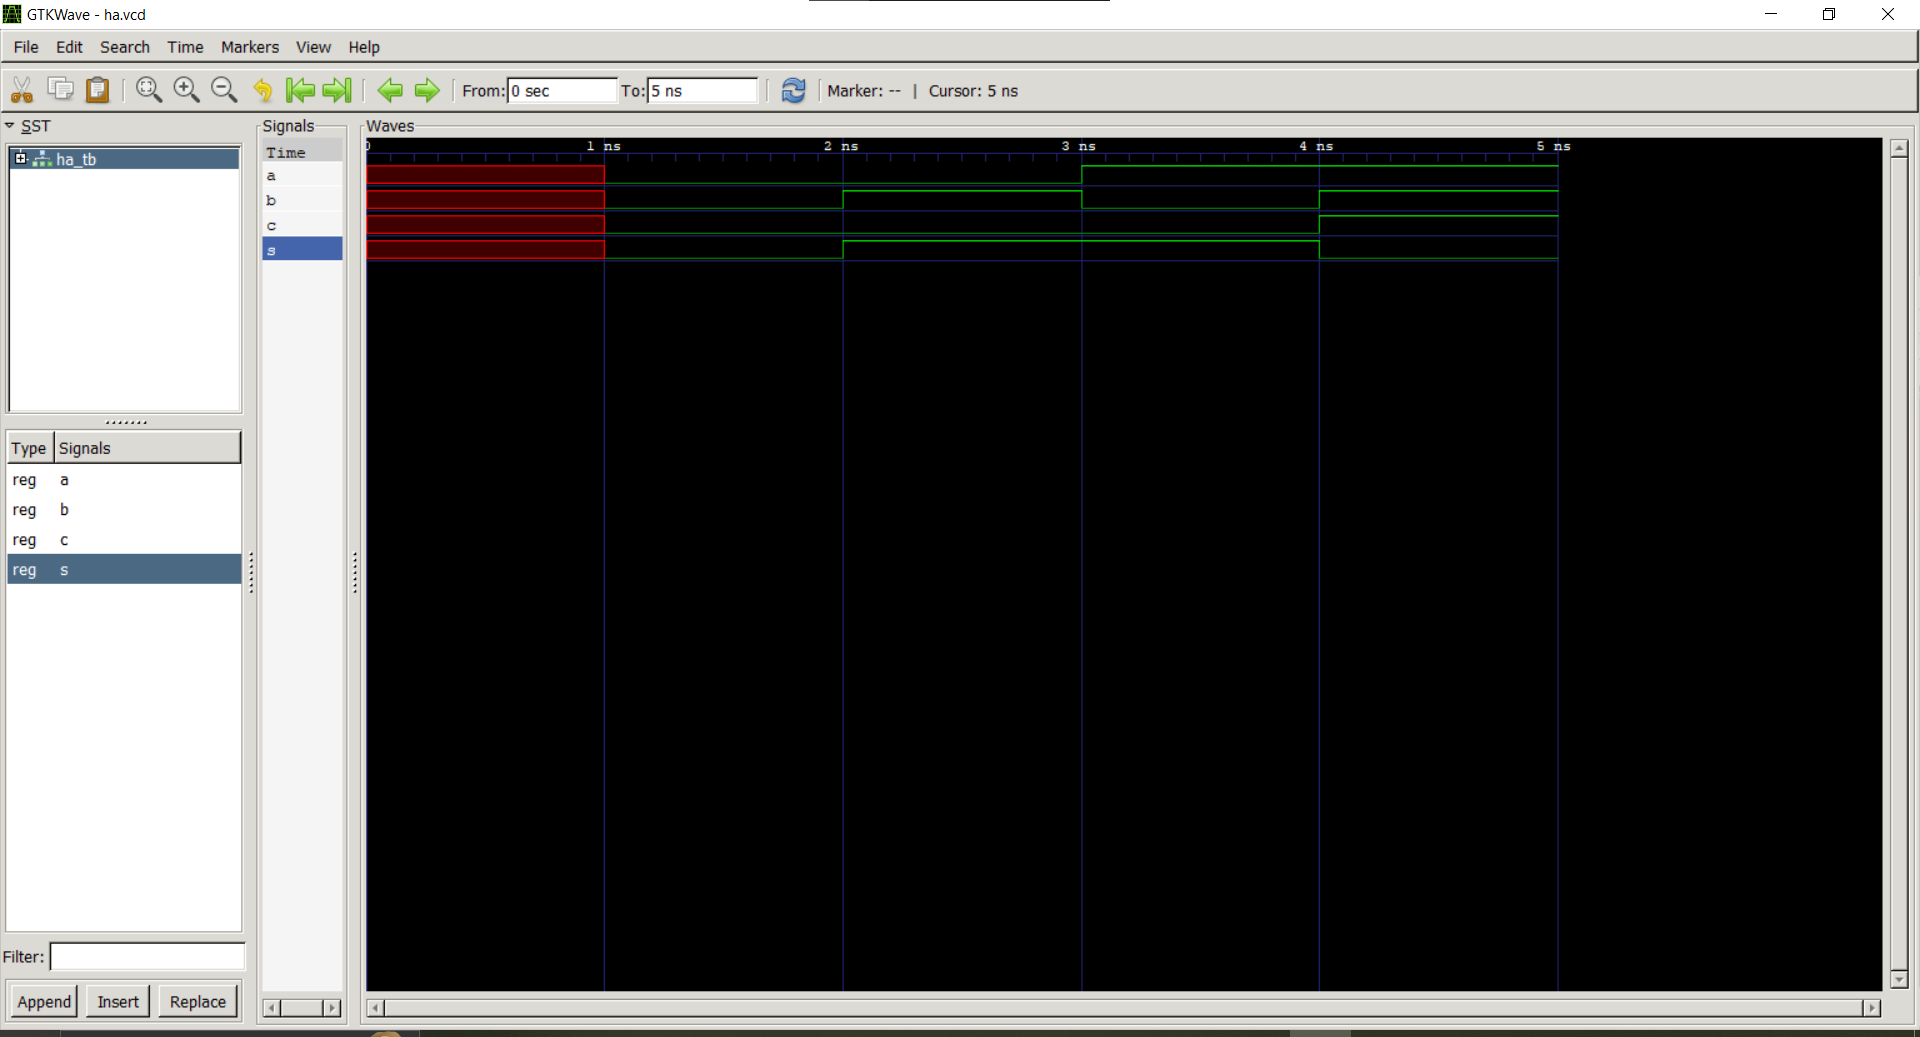 GTKWave - ha.vcd
File Edit Search Time Markers View Help
From: 0 sec To: 5 ns Marker: -- | Cursor: 5 ns
SST
ha_tb
Type Signals
reg a
reg b
reg c
reg s
Filter:
Append Insert Replace
Signals
Time
a
b
c
s
Waves
0 1 ns 2 ns 3 ns 4 ns 5 ns